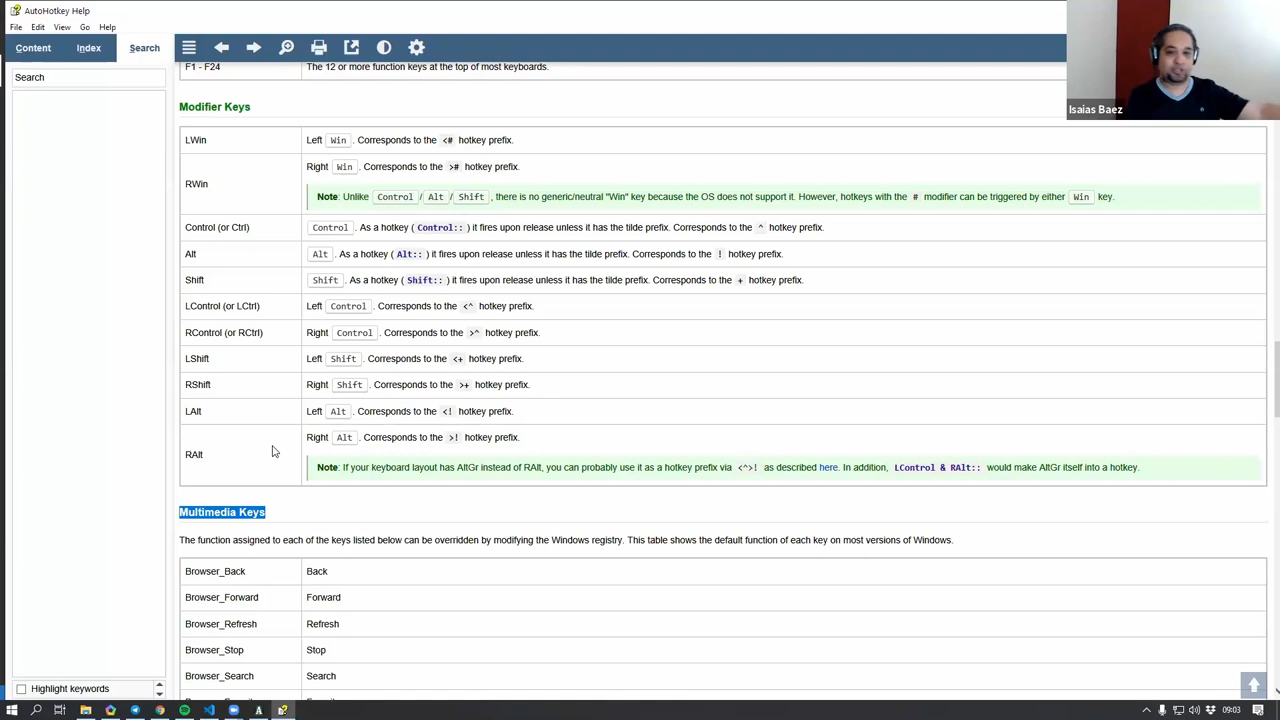 AutoHotkey Help
File Edit View Go Help
Content Index Search
Search
F1 - F24 The 12 or more function keys at the top of most keyboards.
Isaias Baez
Modifier Keys
LWin Left Win . Corresponds to the <# hotkey prefix.
RWin Right Win . Corresponds to the ># hotkey prefix.
Note: Unlike Control / Alt / Shift , there is no generic/neutral "Win" key because the OS does not support it. However, hotkeys with the # modifier can be triggered by either Win key.
Control (or Ctrl) Control . As a hotkey ( Control:: ) it fires upon release unless it has the tilde prefix. Corresponds to the ^ hotkey prefix.
Alt Alt . As a hotkey ( Alt:: ) it fires upon release unless it has the tilde prefix. Corresponds to the ! hotkey prefix.
Shift Shift . As a hotkey ( Shift:: ) it fires upon release unless it has the tilde prefix. Corresponds to the + hotkey prefix.
LControl (or LCtrl) Left Control . Corresponds to the <^ hotkey prefix.
RControl (or RCtrl) Right Control . Corresponds to the >^ hotkey prefix.
LShift Left Shift . Corresponds to the <+ hotkey prefix.
RShift Right Shift . Corresponds to the >+ hotkey prefix.
LAlt Left Alt . Corresponds to the <! hotkey prefix.
RAlt Right Alt . Corresponds to the >! hotkey prefix.
Note: If your keyboard layout has AltGr instead of RAlt, you can probably use it as a hotkey prefix via <^>! as described here. In addition, LControl & RAlt:: would make AltGr itself into a hotkey.
Multimedia Keys
The function assigned to each of the keys listed below can be overridden by modifying the Windows registry. This table shows the default function of each key on most versions of Windows.
Browser_Back Back
Browser_Forward Forward
Browser_Refresh Refresh
Browser_Stop Stop
Browser_Search Search
Highlight keywords
09:03